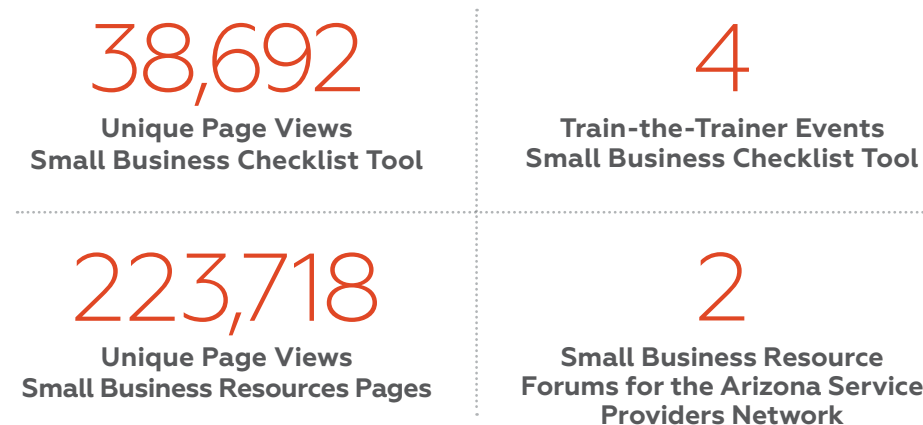 38,692
Unique Page Views
Small Business Checklist Tool
4
Train-the-Trainer Events
Small Business Checklist Tool
223,718
Unique Page Views
Small Business Resources Pages
2
Small Business Resource
Forums for the Arizona Service
Providers Network